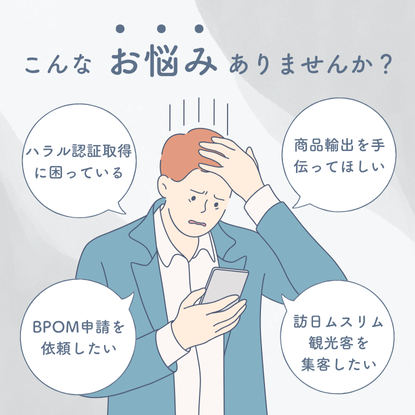 こんな お悩み ありませんか？
ハラル認証取得
に困っている
商品輸出を手
伝ってほしい
BPOM申請を
依頼したい
訪日ムスリム
観光客を
集客したい